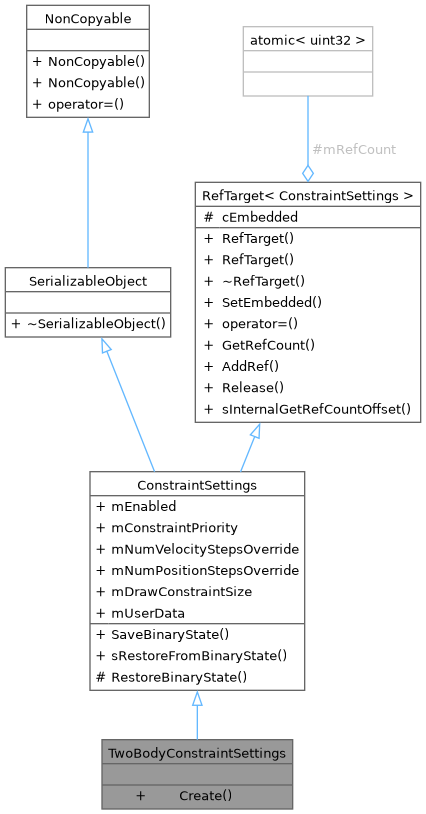 NonCopyable
+ NonCopyable()
+ NonCopyable()
+ operator=()
atomic< uint32 >
#mRefCount
RefTarget< ConstraintSettings >
# cEmbedded
+ RefTarget()
+ RefTarget()
+ ~RefTarget()
+ SetEmbedded()
+ operator=()
+ GetRefCount()
+ AddRef()
+ Release()
+ sInternalGetRefCountOffset()
SerializableObject
+ ~SerializableObject()
ConstraintSettings
+ mEnabled
+ mConstraintPriority
+ mNumVelocityStepsOverride
+ mNumPositionStepsOverride
+ mDrawConstraintSize
+ mUserData
+ SaveBinaryState()
+ sRestoreFromBinaryState()
# RestoreBinaryState()
TwoBodyConstraintSettings
+ Create()